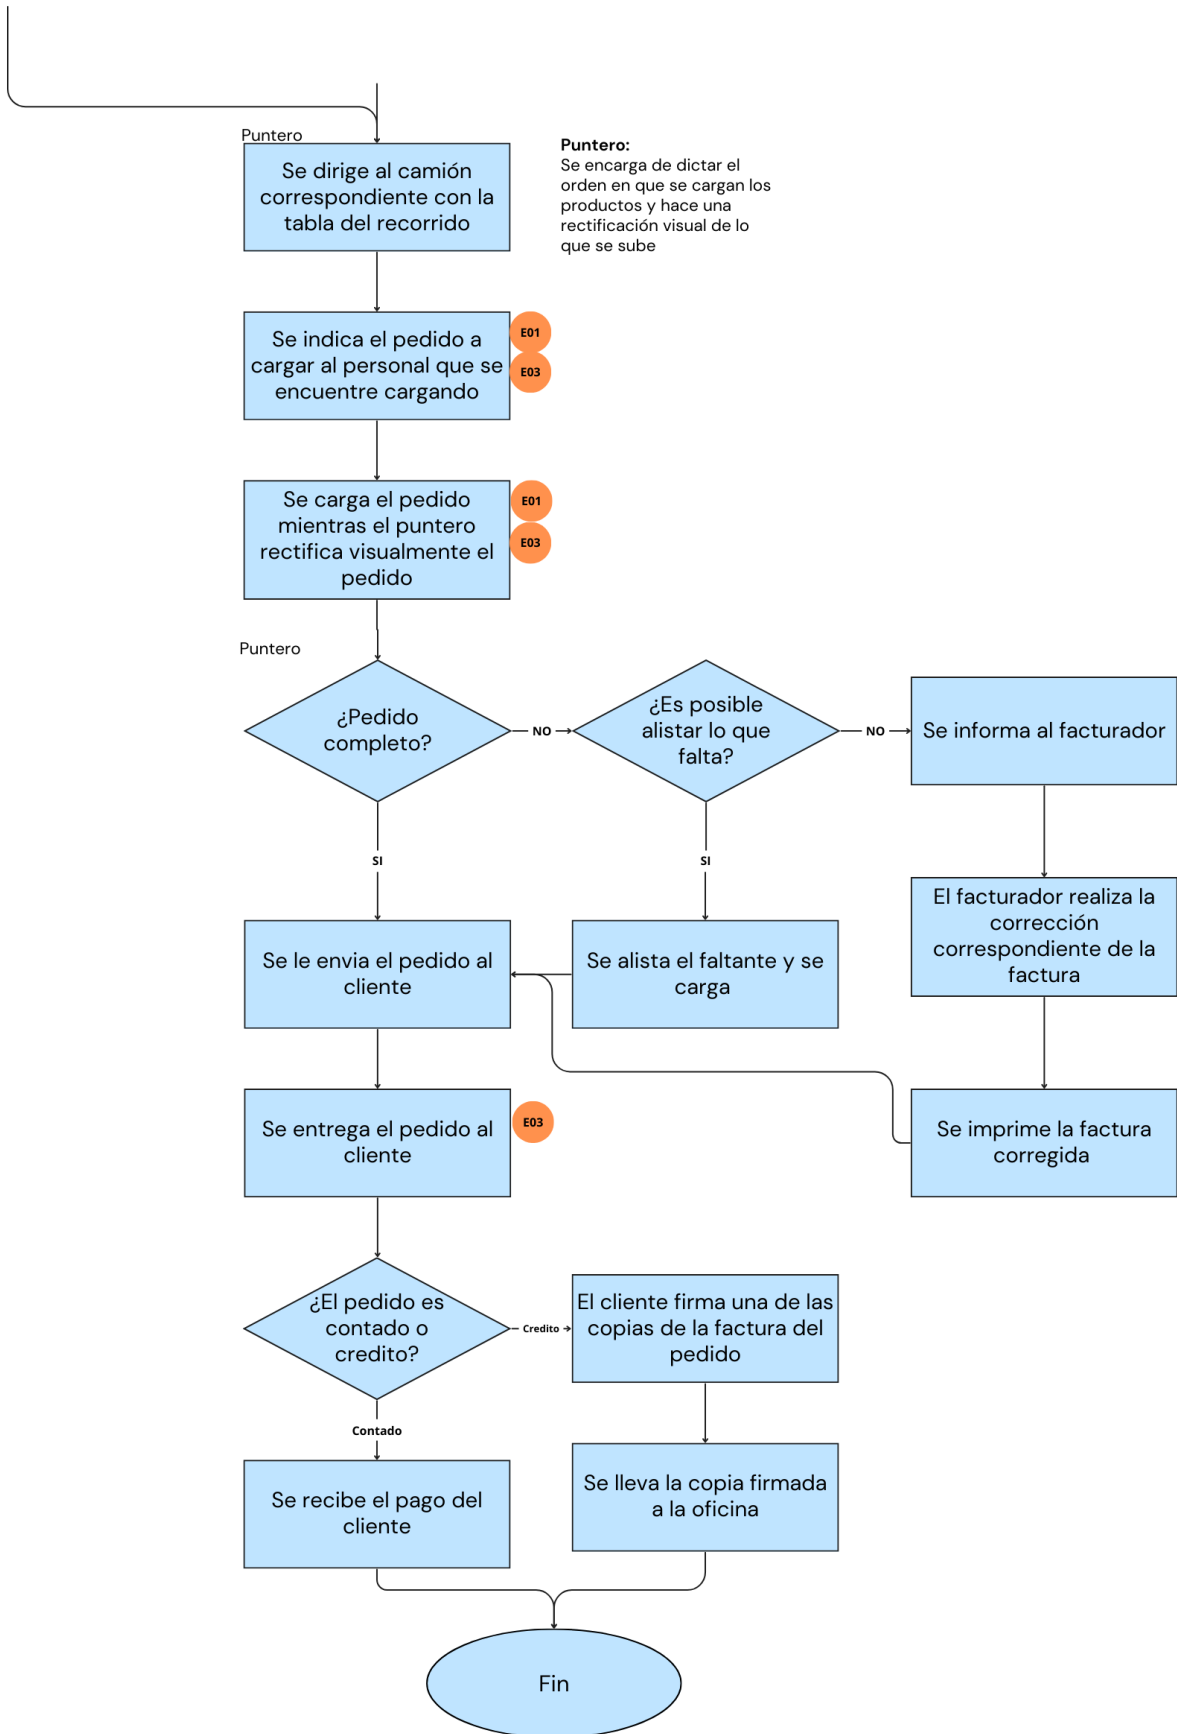 Puntero
Se dirige al camión
correspondiente con la
tabla del recorrido
Puntero:
Se encarga de dictar el
orden en que se cargan los
productos y hace una
rectificación visual de lo
que se sube
Se indica el pedido a
cargar al personal que se
encuentre cargando
E01
E03
Se carga el pedido
mientras el puntero
rectifica visualmente el
pedido
E01
E03
Puntero
¿Pedido
completo?
NO
¿Es posible
alistar lo que
falta?
NO
Se informa al facturador
SI
SI
El facturador realiza la
corrección
correspondiente de la
factura
Se le envia el pedido al
cliente
Se alista el faltante y se
carga
Se entrega el pedido al
cliente
E03
Se imprime la factura
corregida
¿El pedido es
contado o
credito?
Credito
El cliente firma una de las
copias de la factura del
pedido
Contado
Se recibe el pago del
cliente
Se lleva la copia firmada
a la oficina
Fin